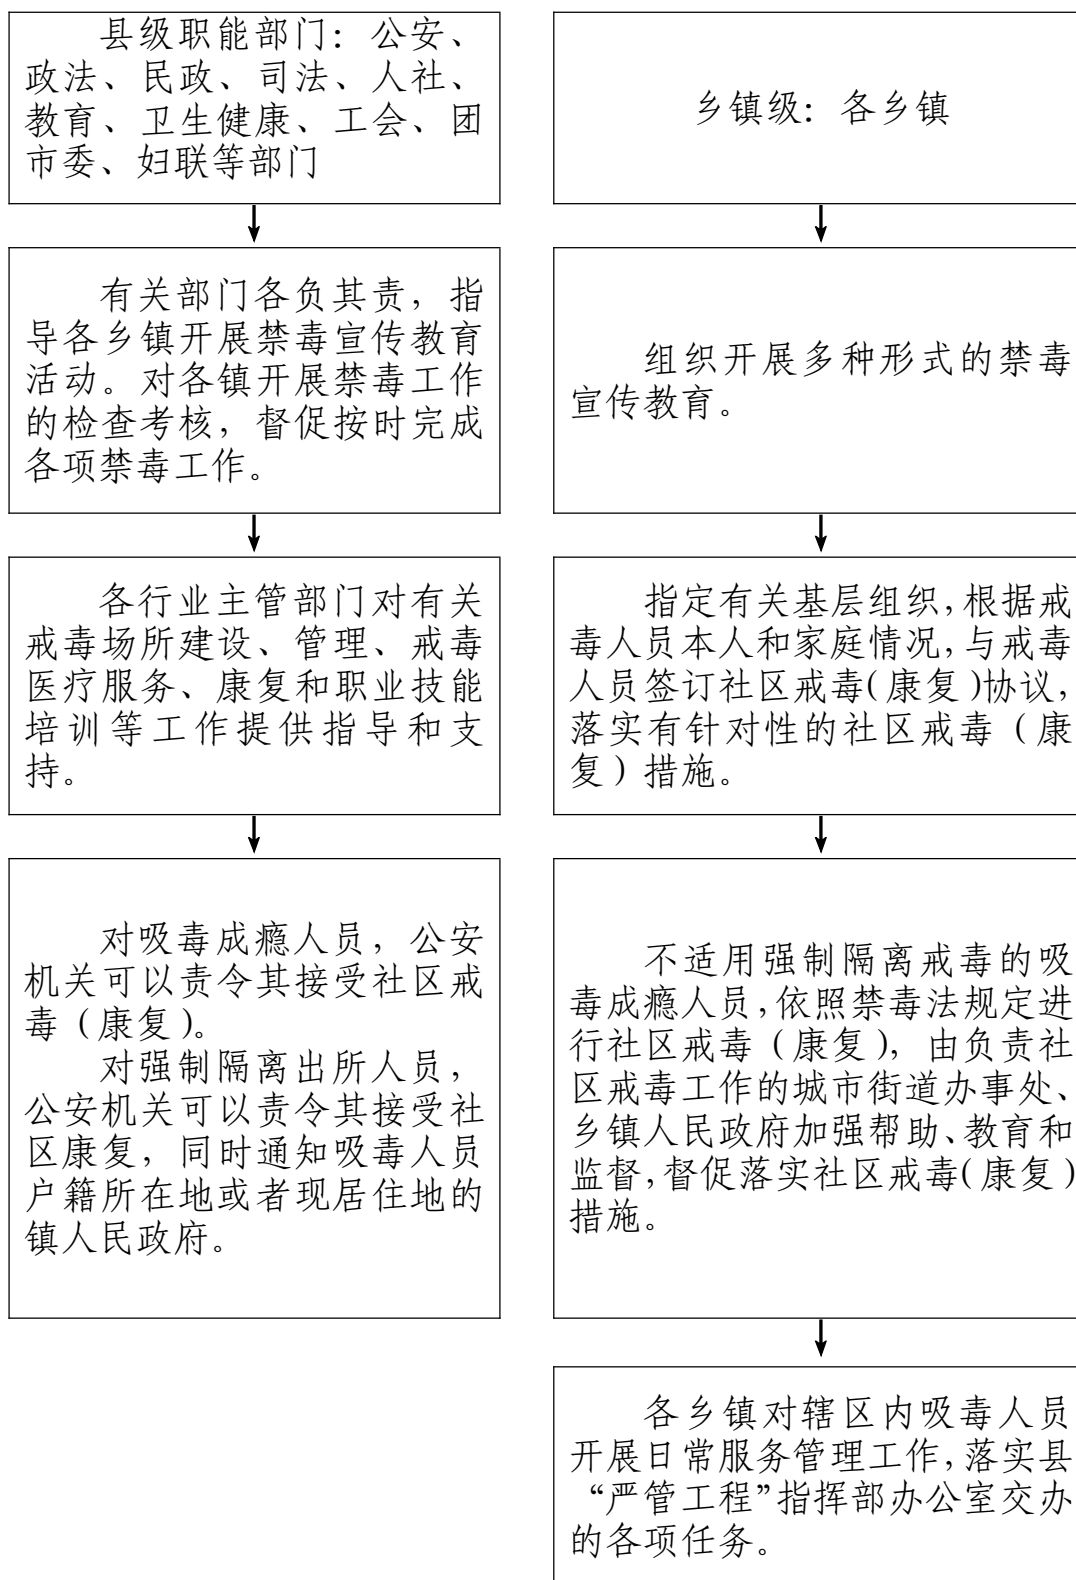 县级职能部门：公安、
政法、民政、司法、人社、
教育、卫生健康、工会、团
市委、妇联等部门
乡镇级：各乡镇
有关部门各负其责，指
导各乡镇开展禁毒宣传教育
活动。对各镇开展禁毒工作
的检查考核，督促按时完成
各项禁毒工作。
组织开展多种形式的禁毒
宣传教育。
各行业主管部门对有关
戒毒场所建设、管理、戒毒
医疗服务、康复和职业技能
培训等工作提供指导和支
持。
指定有关基层组织，根据戒
毒人员本人和家庭情况，与戒毒
人员签订社区戒毒(康复)协议，
落实有针对性的社区戒毒（康
复）措施。
对吸毒成瘾人员，公安
机关可以责令其接受社区戒
毒（康复）。
对强制隔离出所人员，
公安机关可以责令其接受社
区康复，同时通知吸毒人员
户籍所在地或者现居住地的
镇人民政府。
不适用强制隔离戒毒的吸
毒成瘾人员，依照禁毒法规定进
行社区戒毒（康复），由负责社
区戒毒工作的城市街道办事处、
乡镇人民政府加强帮助、教育和
监督，督促落实社区戒毒(康复)
措施。
各乡镇对辖区内吸毒人员
开展日常服务管理工作，落实县
“严管工程”指挥部办公室交办
的各项任务。